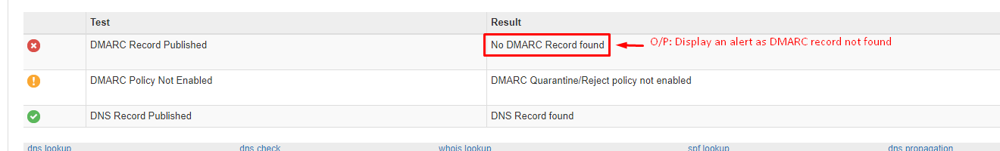 Test Result
DMARC Record Published No DMARC Record found O/P: Display an alert as DMARC record not found
DMARC Policy Not Enabled DMARC Quarantine/Reject policy not enabled
DNS Record Published DNS Record found
dns lookup dns check whois lookup spf lookup dns propagation